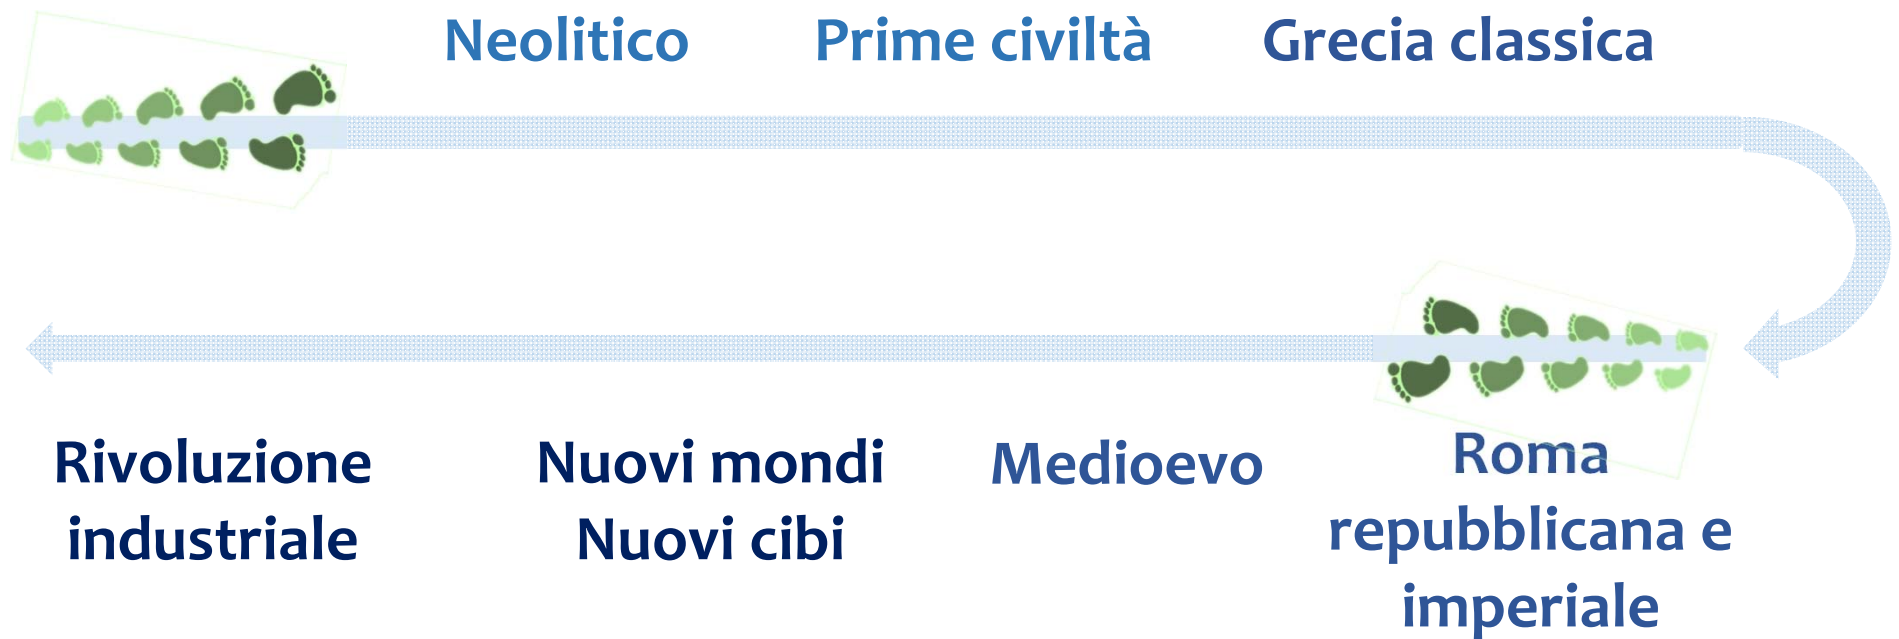 Neolitico
Prime civiltà
Grecia classica
Roma
repubblicana e
imperiale
Medioevo
Nuovi mondi
Nuovi cibi
Rivoluzione
industriale